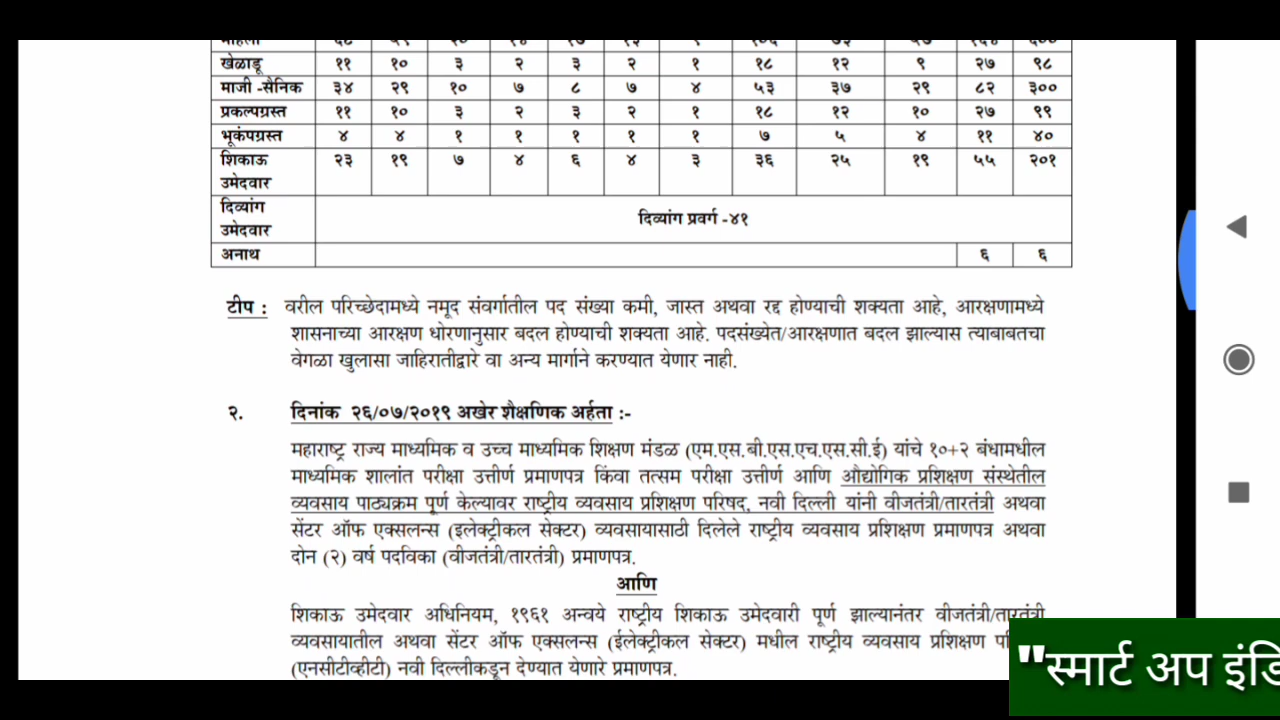 खेळाडू ११ १० ३ २ ३ २ १ १८ १२ ९ २७ ९८
माजी -सैनिक ३४ २९ १० ७ ८ ७ ४ ५३ ३७ २९ ८२ ३००
प्रकल्पग्रस्त ११ १० ३ २ ३ २ १ १८ १२ १० २७ ९९
भूकंपग्रस्त ४ ४ १ १ १ १ १ ७ ५ ४ ११ ४०
शिकाऊ २३ १९ ७ ४ ६ ४ ३ ३६ २५ १९ ५५ २०१
उमेदवार
दिव्यांग
दिव्यांग प्रवर्ग -४१
उमेदवार
अनाथ ६ ६
टीप : वरील परिच्छेदामध्ये नमूद संवर्गातील पद संख्या कमी, जास्त अथवा रद्द होण्याची शक्यता आहे, आरक्षणामध्ये
शासनाच्या आरक्षण धोरणानुसार बदल होण्याची शक्यता आहे. पदसंख्येत/आरक्षणात बदल झाल्यास त्याबाबतचा
वेगळा खुलासा जाहिरातीद्वारे वा अन्य मार्गाने करण्यात येणार नाही.
२. दिनांक २६/०७/२०१९ अखेर शैक्षणिक अर्हता :-
महाराष्ट्र राज्य माध्यमिक व उच्च माध्यमिक शिक्षण मंडळ (एम.एस.बी.एस.एच.एस.सी.ई) यांचे १०+२ बंधामधील
माध्यमिक शालांत परीक्षा उत्तीर्ण प्रमाणपत्र किंवा तत्सम परीक्षा उत्तीर्ण आणि औद्योगिक प्रशिक्षण संस्थेतील
व्यवसाय पाठ्यक्रम पूर्ण केल्यावर राष्ट्रीय व्यवसाय प्रशिक्षण परिषद, नवी दिल्ली यांनी वीजतंत्री/तारतंत्री अथवा
सेंटर ऑफ एक्सलन्स (इलेक्ट्रीकल सेक्टर) व्यवसायासाठी दिलेले राष्ट्रीय व्यवसाय प्रशिक्षण प्रमाणपत्र अथवा
दोन (२) वर्ष पदविका (वीजतंत्री/तारतंत्री) प्रमाणपत्र.
आणि
शिकाऊ उमेदवार अधिनियम, १९६१ अन्वये राष्ट्रीय शिकाऊ उमेदवारी पूर्ण झाल्यानंतर वीजतंत्री/तारतंत्री
व्यवसायातील अथवा सेंटर ऑफ एक्सलन्स (ईलेक्ट्रीकल सेक्टर) मधील राष्ट्रीय व्यवसाय प्रशिक्षण
(एनसीटीव्हीटी) नवी दिल्लीकडून देण्यात येणारे प्रमाणपत्र.
"स्मार्ट अप